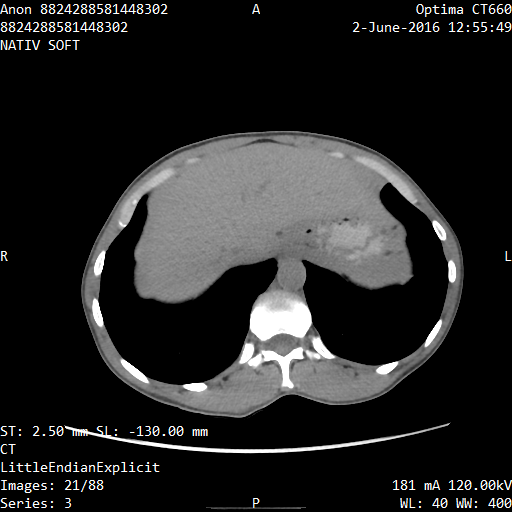 Anon 8824288581448302 A Optima CT660
8824288581448302 2-June-2016 12:55:49
NATIV SOFT
R L
ST: 2.50 mm SL: -130.00 mm
CT
LittleEndianExplicit
Images: 21/88 181 mA 120.00kV
Series: 3 P WL: 40 WW: 400